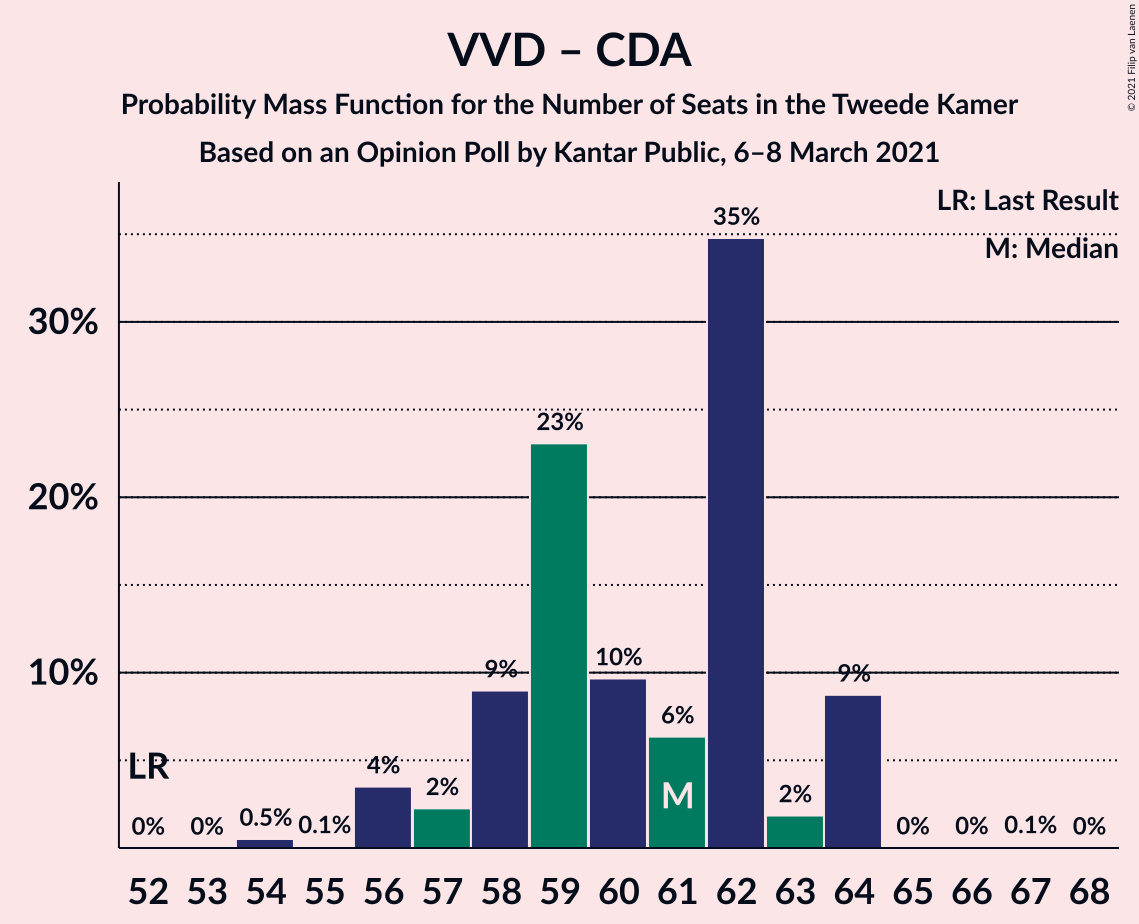 VVD – CDA
Probability Mass Function for the Number of Seats in the Tweede Kamer
Based on an Opinion Poll by Kantar Public, 6–8 March 2021
© 2021 Filip van Laenen
LR: Last Result
M: Median
35%
30%
23%
20%
10%
9%
10%
9%
6%
LR
4%
2%
M
2%
0%
0%
0.5%
0.1%
0%
0%
0.1%
0%
52 53 54 55 56 57 58 59 60 61 62 63 64 65 66 67 68